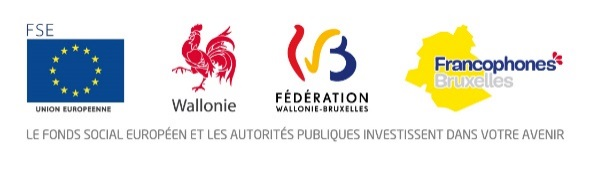 FSE
UNION EUROPEENNE
Wallonie
FÉDÉRATION
WALLONIE-BRUXELLES
Francophones
Bruxelles
LE FONDS SOCIAL EUROPÉEN ET LES AUTORITÉS PUBLIQUES INVESTISSENT DANS VOTRE AVENIR